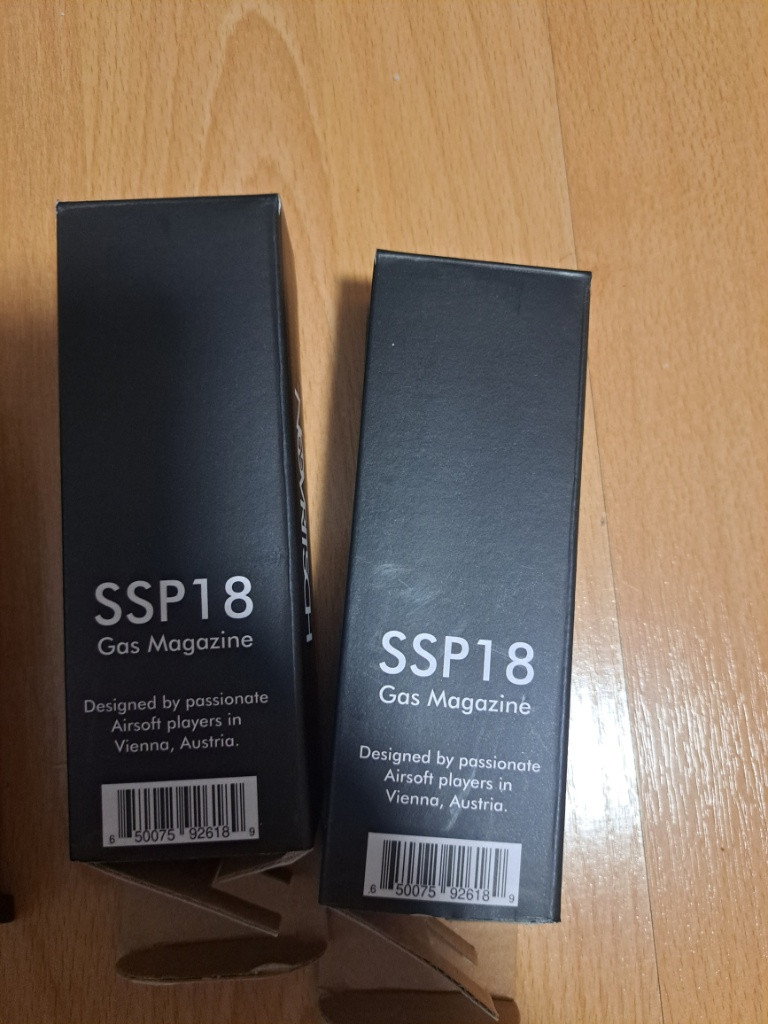 SSP18
Gas Magazine
Designed by passionate
Airsoft players in
Vienna, Austria.
6 50075 92618 9
SSP18
Gas Magazine
Designed by passionate
Airsoft players in
Vienna, Austria.
6 50075 92618 9